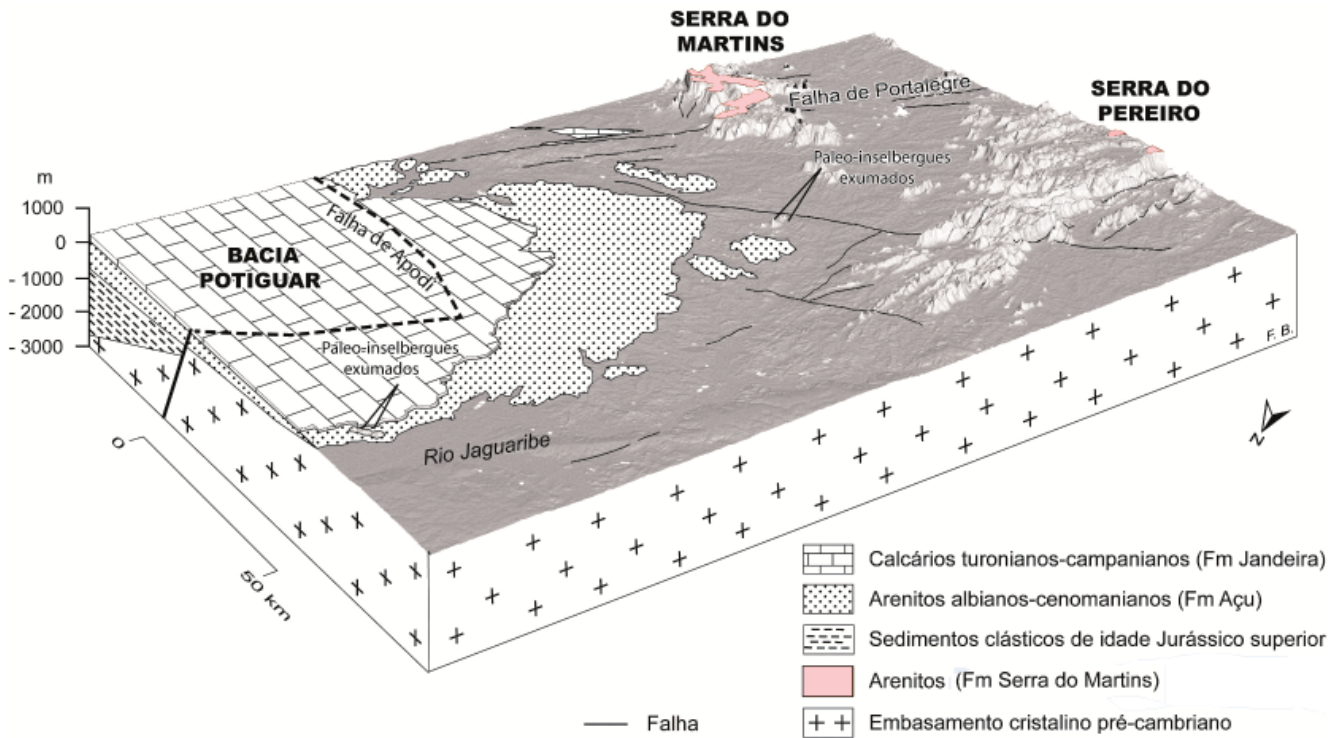 SERRA DO
MARTINS
Falha de Portalegre
SERRA DO
PEREIRO
Paleo-inselbergues
exumados
m
1000
0
- 1000
- 2000
- 3000
BACIA
POTIGUAR
Falha de Apodi
Paleo-inselbergues
exumados
Rio Jaguaribe
F. B.
N
0
50 km
Calcários turonianos-campanianos (Fm Jandeira)
Arenitos albianos-cenomanianos (Fm Açu)
Sedimentos clásticos de idade Jurássico superior
Arenitos (Fm Serra do Martins)
Falha
Embasamento cristalino pré-cambriano